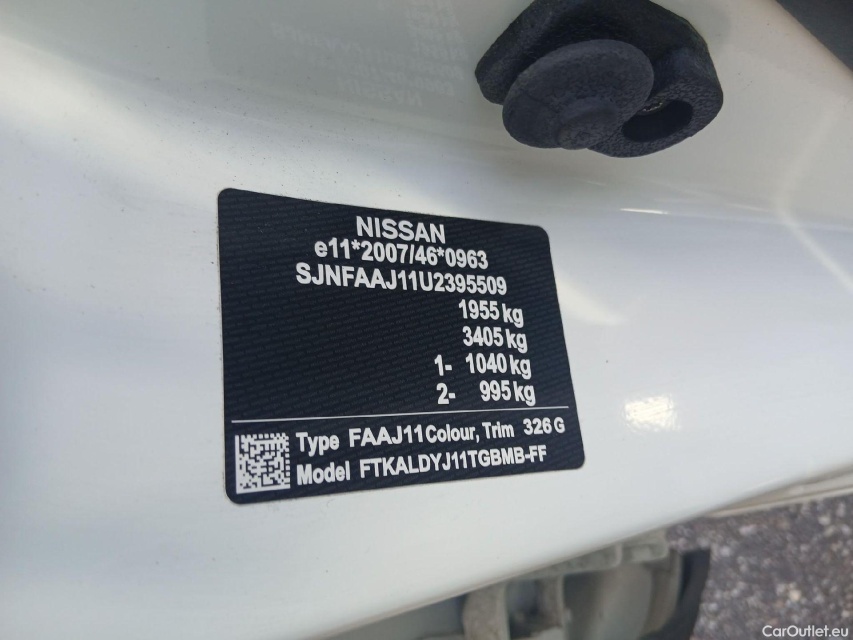 NISSAN
e11*2007/46*0963
SJNFAAJ11U2395509
1955 kg
3405 kg
1- 1040 kg
2- 995 kg
Type FAAJ11 Colour, Trim 326 G
Model FTKALDYJ11TGBMB-FF
CarOutlet.eu